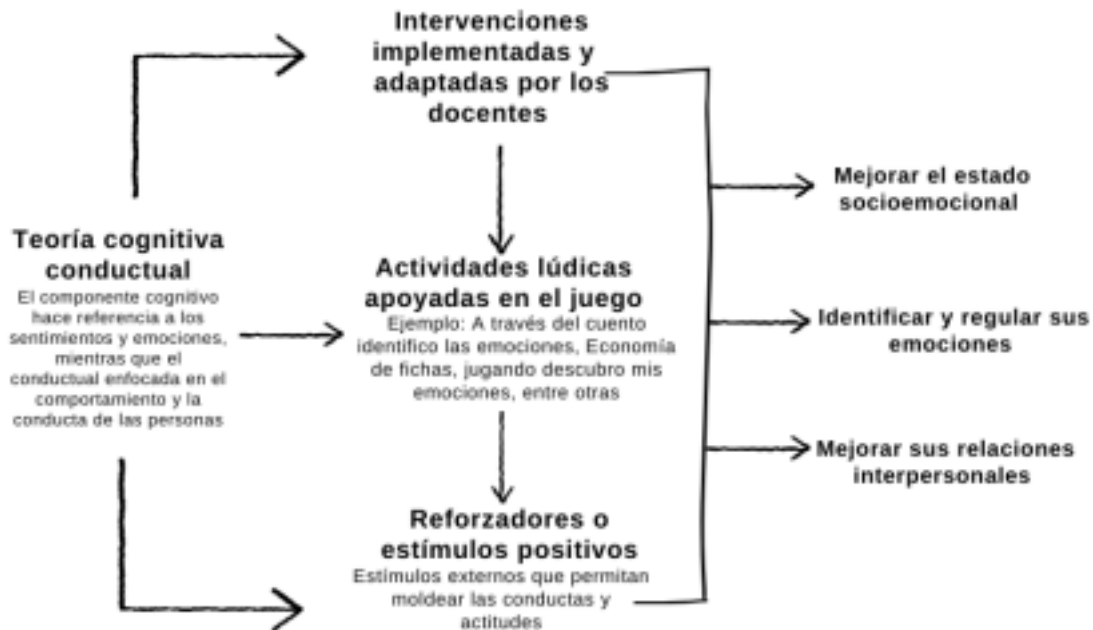 Intervenciones
implementadas y
adaptadas por los
docentes
Teoría cognitiva
conductual
El componente cognitivo
hace referencia a los
sentimientos y emociones,
mientras que el
conductual enfocada en el
comportamiento y la
conducta de las personas
Actividades lúdicas
apoyadas en el juego
Ejemplo: A través del cuento
identifico las emociones, Economía
de fichas, jugando descubro mis
emociones, entre otras
Reforzadores o
estímulos positivos
Estímulos externos que permitan
moldear las conductas y
actitudes
Mejorar el estado
socioemocional
Identificar y regular sus
emociones
Mejorar sus relaciones
interpersonales